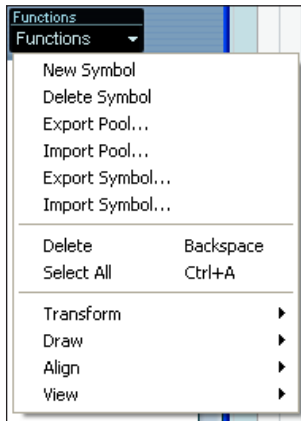 Functions
Functions
New Symbol
Delete Symbol
Export Pool...
Import Pool...
Export Symbol...
Import Symbol...
Delete Backspace
Select All Ctrl+A
Transform
Draw
Align
View